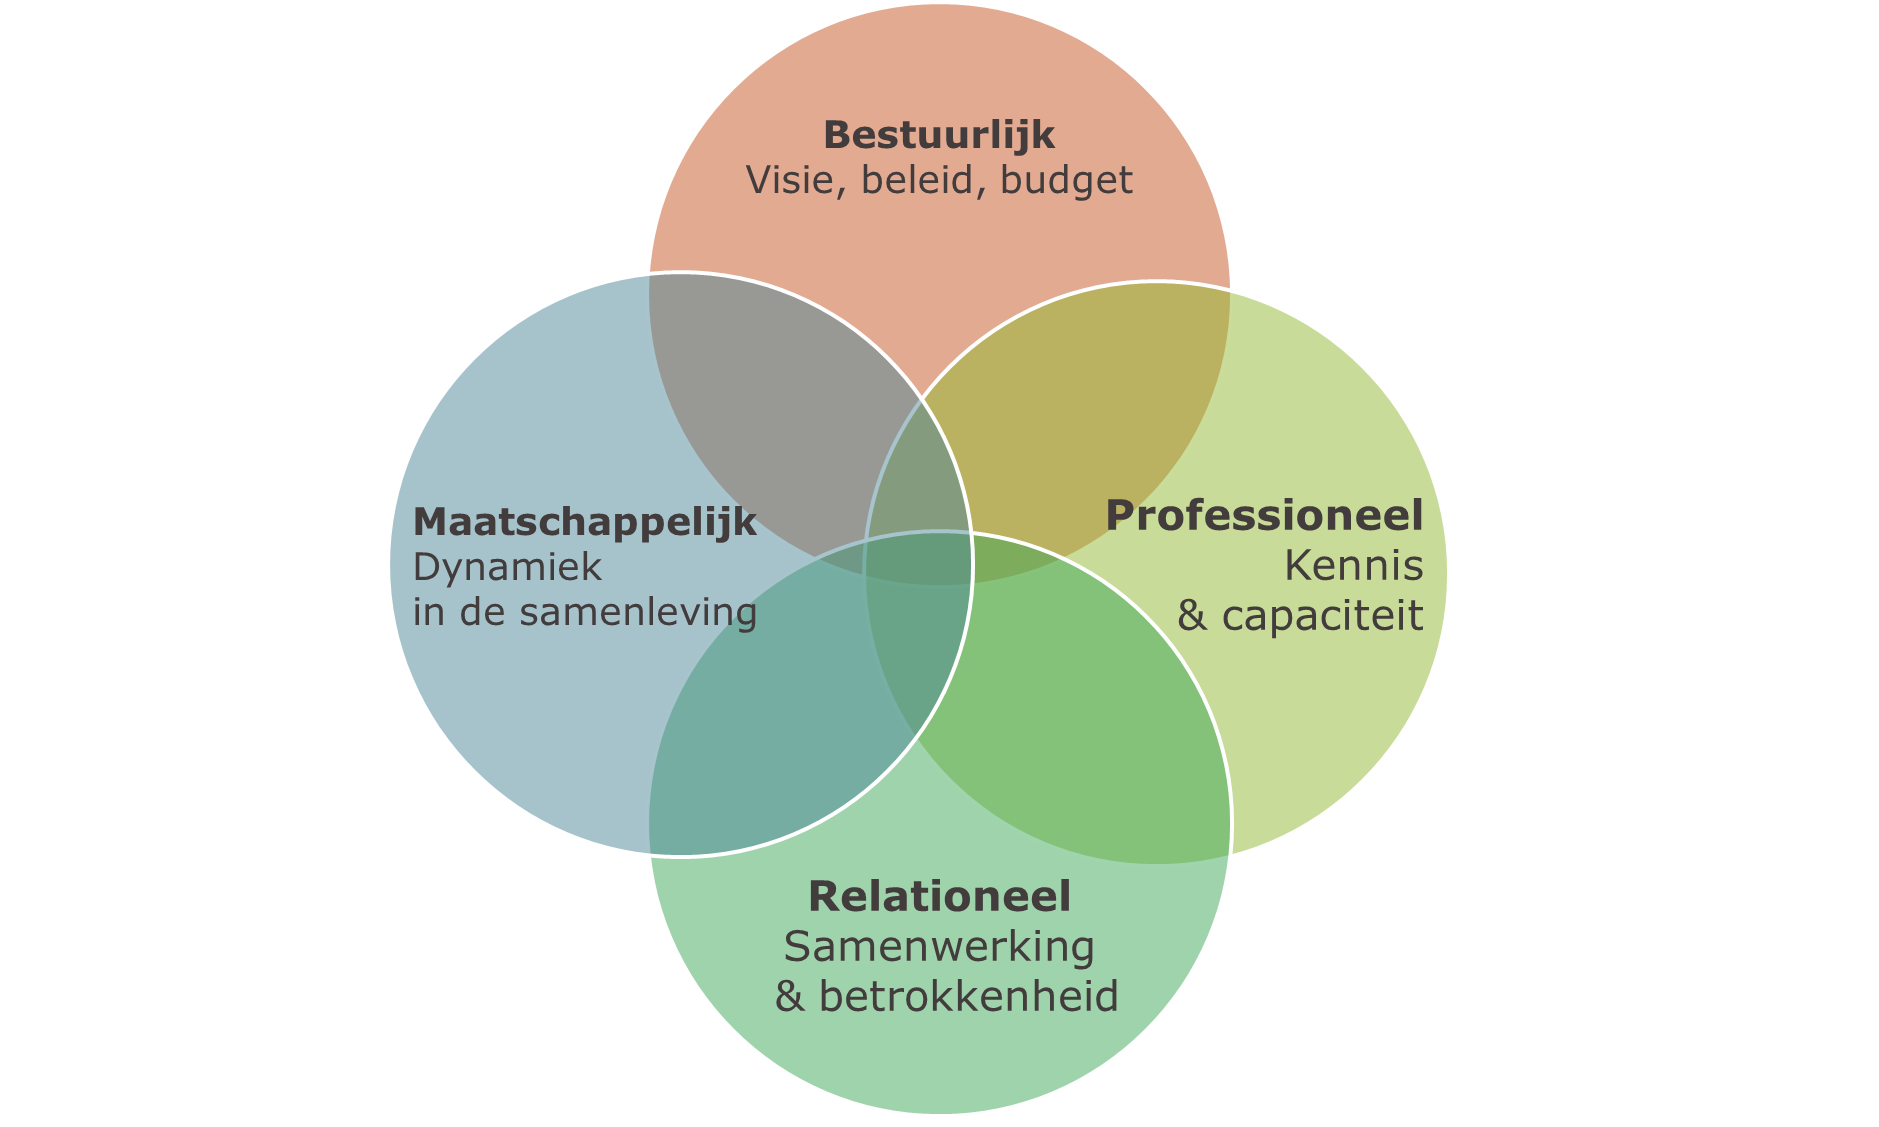 Bestuurlijk
Visie, beleid, budget
Maatschappelijk
Dynamiek
in de samenleving
Professioneel
Kennis
& capaciteit
Relationeel
Samenwerking
& betrokkenheid